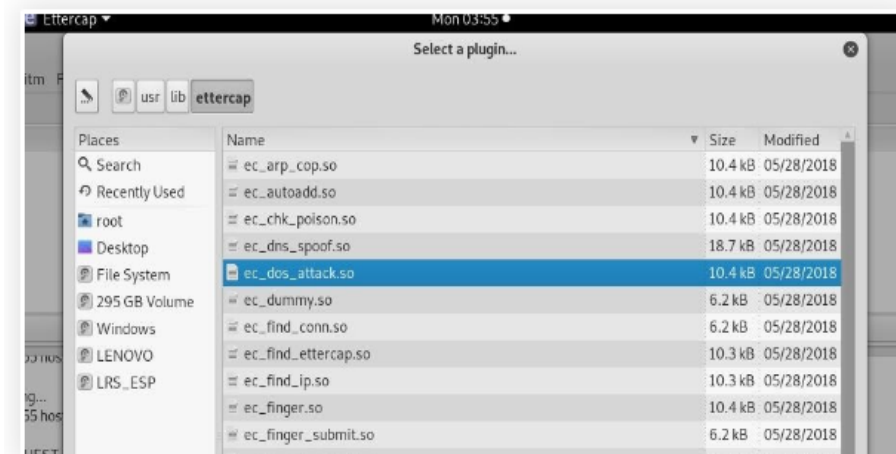 Ettercap Mon 03:55
Select a plugin...
itm F
usr lib ettercap
Places Name Size Modified
Search ec_arp_cop.so 10.4 kB 05/28/2018
Recently Used ec_autoadd.so 10.4 kB 05/28/2018
root ec_chk_poison.so 10.4 kB 05/28/2018
Desktop ec_dns_spoof.so 18.7 kB 05/28/2018
File System ec_dos_attack.so 10.4 kB 05/28/2018
295 GB Volume ec_dummy.so 6.2 kB 05/28/2018
Windows ec_find_conn.so 6.2 kB 05/28/2018
LENOVO ec_find_ettercap.so 10.3 kB 05/28/2018
LRS_ESP ec_find_ip.so 10.3 kB 05/28/2018
ec_finger.so 10.4 kB 05/28/2018
55 hos
ec_finger_submit.so 6.2 kB 05/28/2018